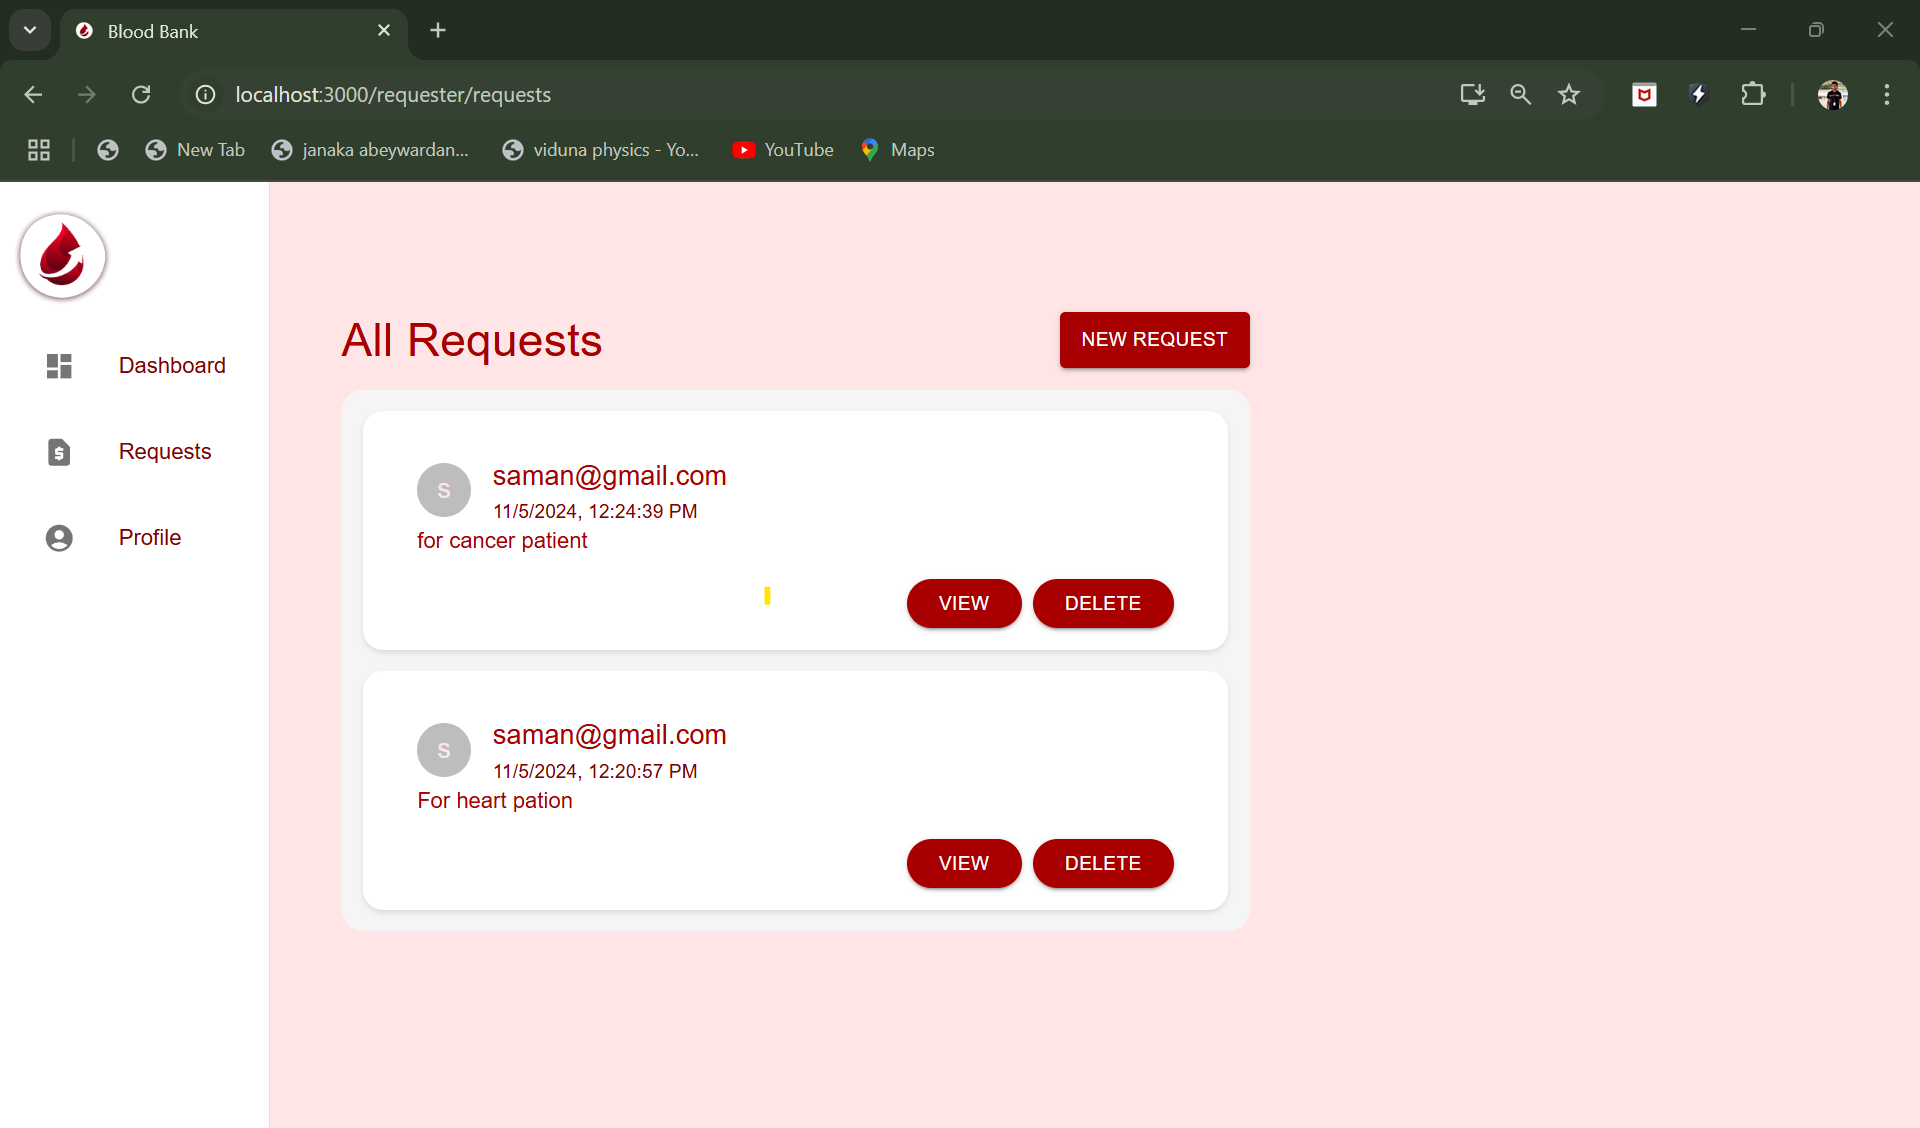 Blood Bank
localhost:3000/requester/requests
New Tab
janaka abeywardan...
viduna physics - Yo...
YouTube
Maps
Dashboard
Requests
Profile
All Requests
NEW REQUEST
S
saman@gmail.com
11/5/2024, 12:24:39 PM
for cancer patient
VIEW
DELETE
S
saman@gmail.com
11/5/2024, 12:20:57 PM
For heart pation
VIEW
DELETE